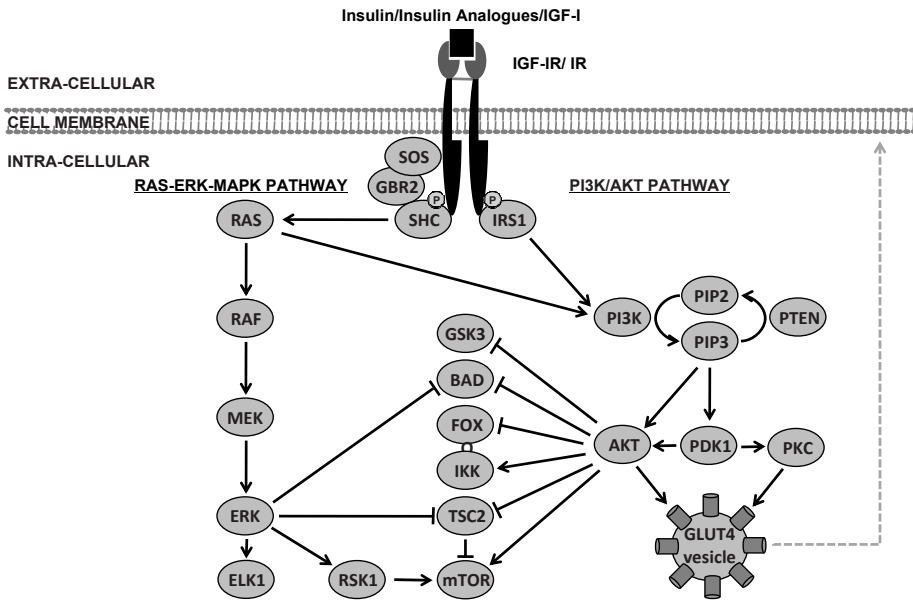 Insulin/Insulin Analogues/IGF-I
IGF-IR/ IR
EXTRA-CELLULAR
CELL MEMBRANE
INTRA-CELLULAR
SOS
RAS-ERK-MAPK PATHWAY
GBR2
PI3K/AKT PATHWAY
P
P
RAS
SHC
IRS1
PIP2
RAF
PI3K
PTEN
GSK3
PIP3
BAD
MEK
FOX
O
AKT
PDK1
PKC
IKK
ERK
TSC2
GLUT4
vesicle
ELK1
RSK1
mTOR